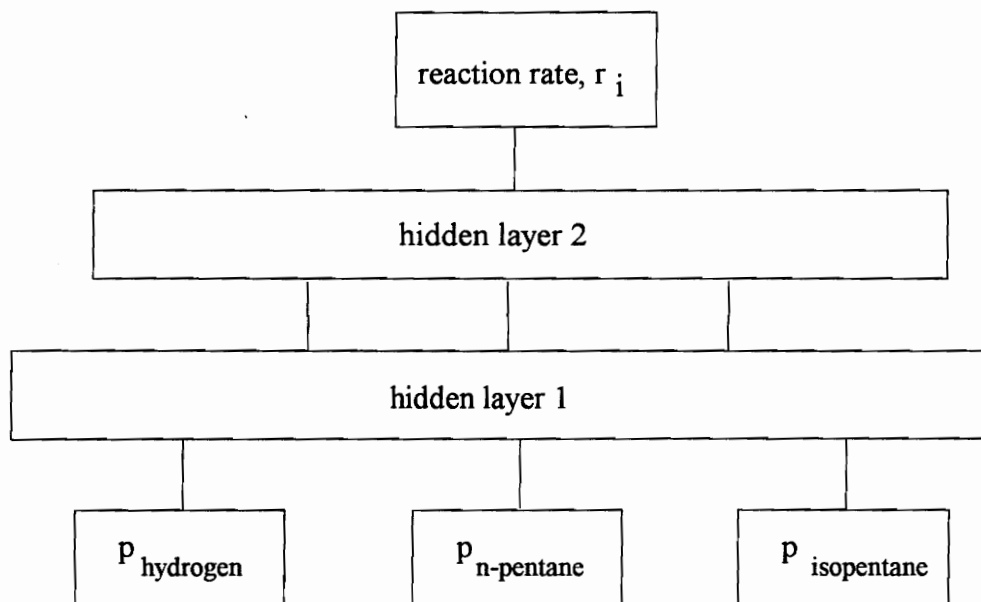 reaction rate, r i
hidden layer 2
hidden layer 1
p hydrogen
p n-pentane
p isopentane